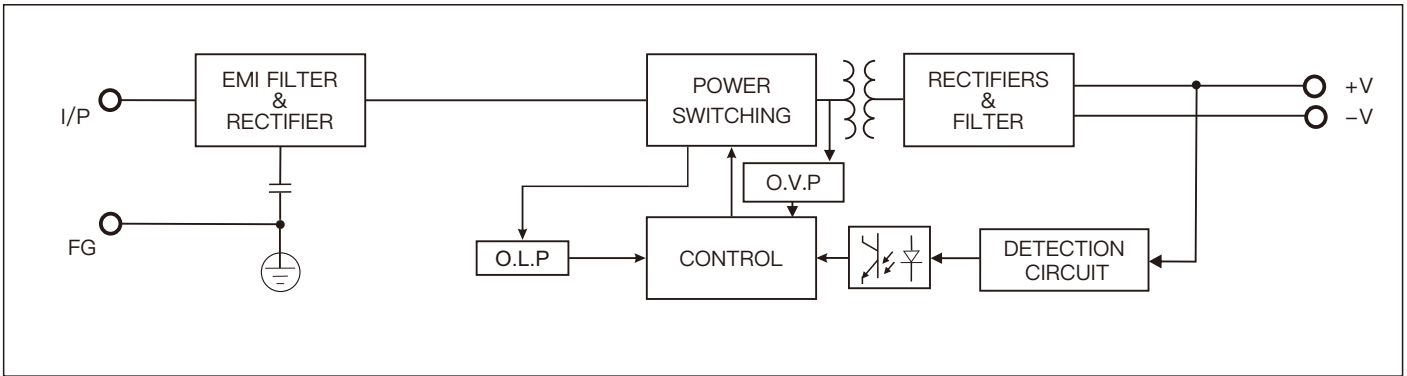 I/P
EMI FILTER
&
RECTIFIER
POWER
SWITCHING
RECTIFIERS
&
FILTER
+V
−V
O.V.P
FG
O.L.P
CONTROL
DETECTION
CIRCUIT